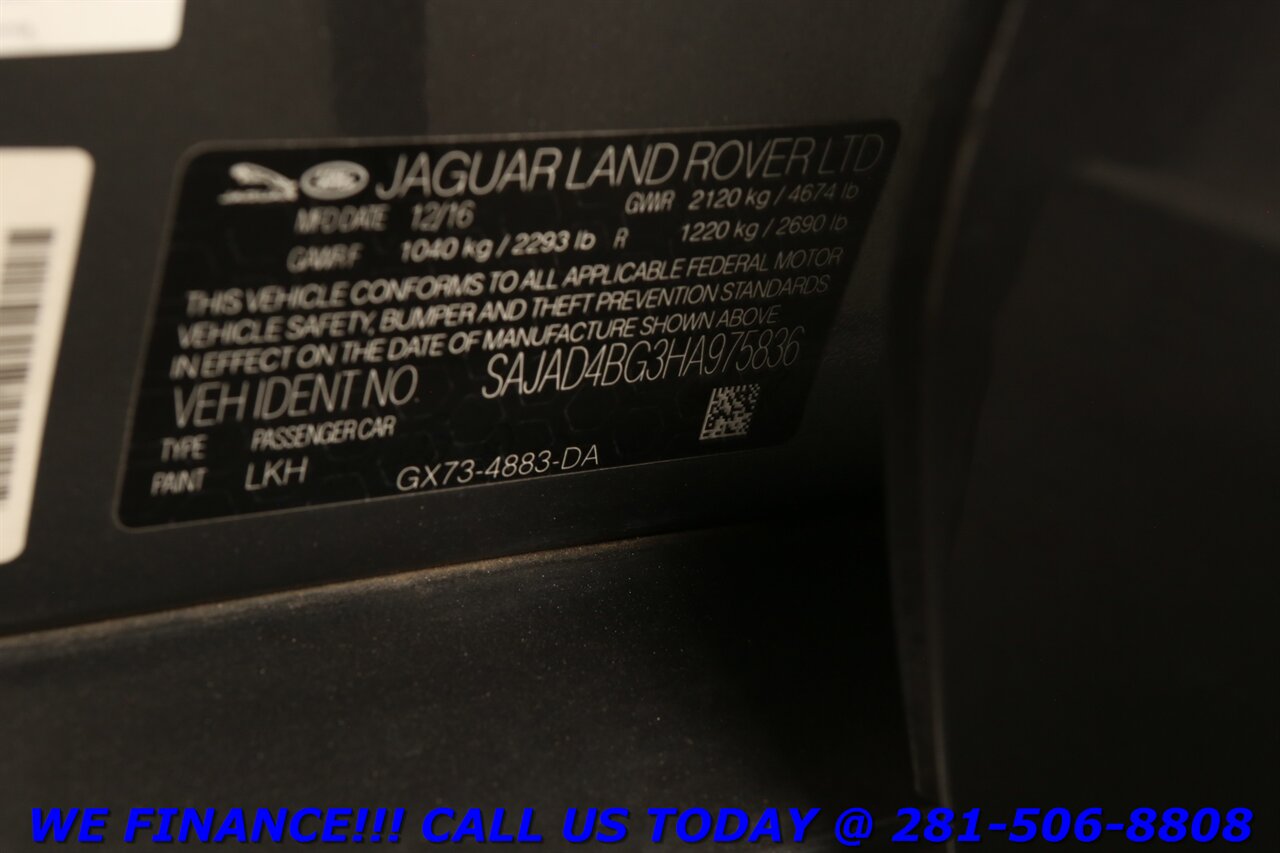 JAGUAR LAND ROVER LTD
MFD DATE 12/16 GWR 2120 kg / 4674 lb
GAWR F 1040 kg / 2293 lb R 1220 kg / 2690 lb
THIS VEHICLE CONFORMS TO ALL APPLICABLE FEDERAL MOTOR
VEHICLE SAFETY, BUMPER AND THEFT PREVENTION STANDARDS
IN EFFECT ON THE DATE OF MANUFACTURE SHOWN ABOVE
VEH IDENT NO. SAJAD4BG3HA975836
TYPE PASSENGER CAR
PAINT LKH GX73-4883-DA
WE FINANCE!!! CALL US TODAY @ 281-506-8808